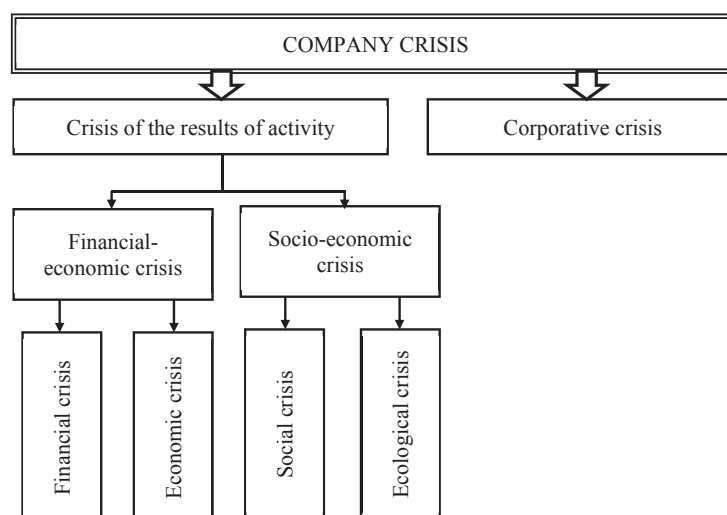 COMPANY CRISIS
Crisis of the results of activity
Corporative crisis
Financial-
economic crisis
Socio-economic
crisis
Financial crisis
Economic crisis
Social crisis
Ecological crisis